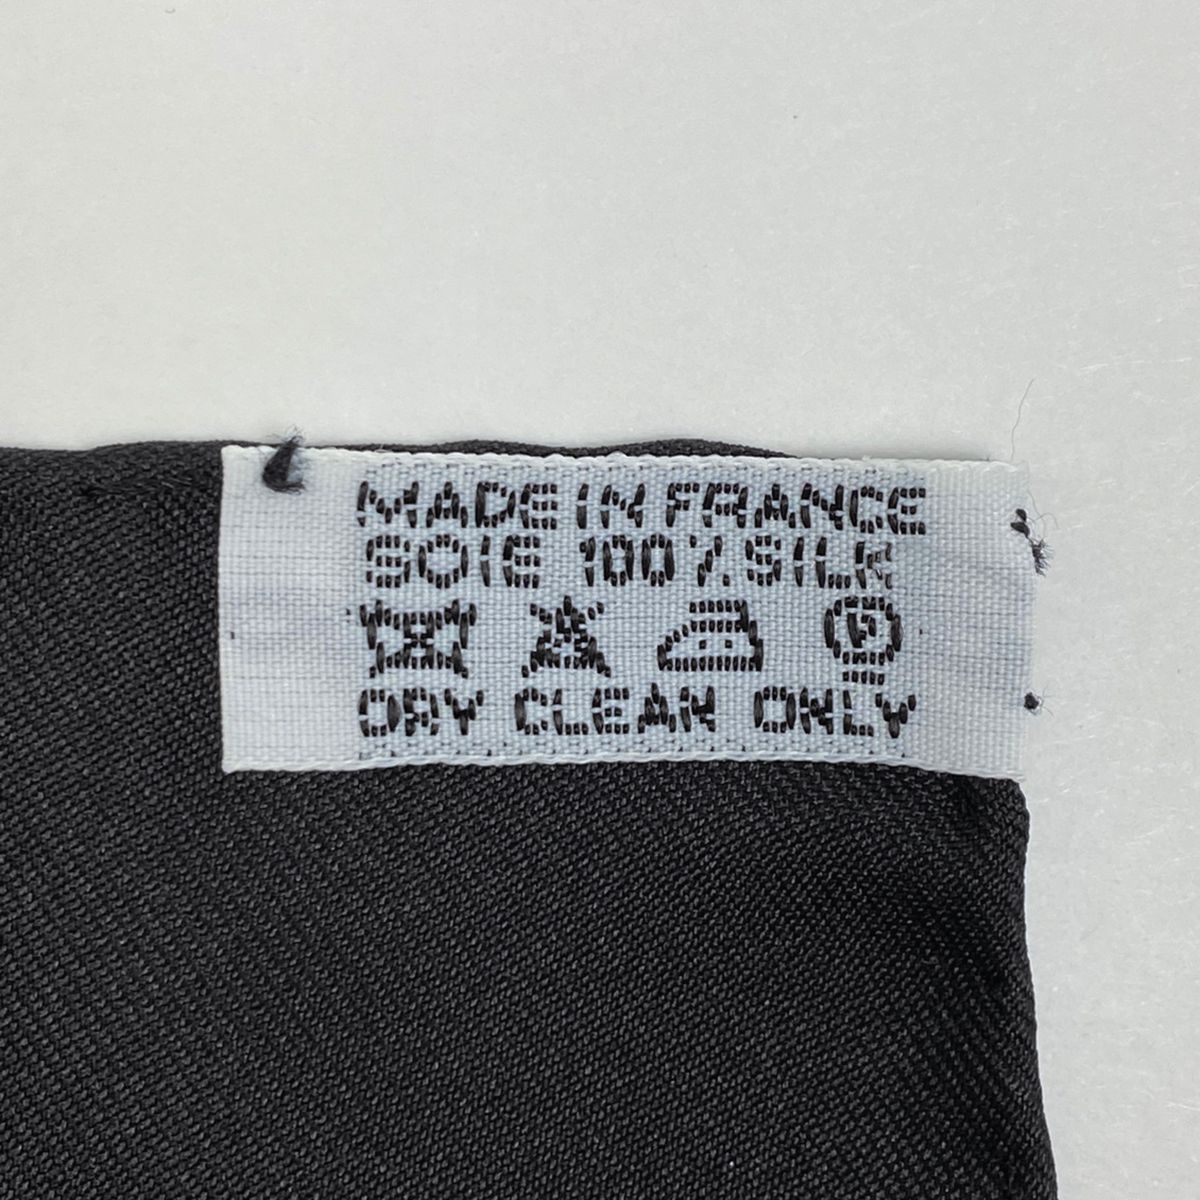 MADE IN FRANCE
SOIE 100% SILK
P
DRY CLEAN ONLY